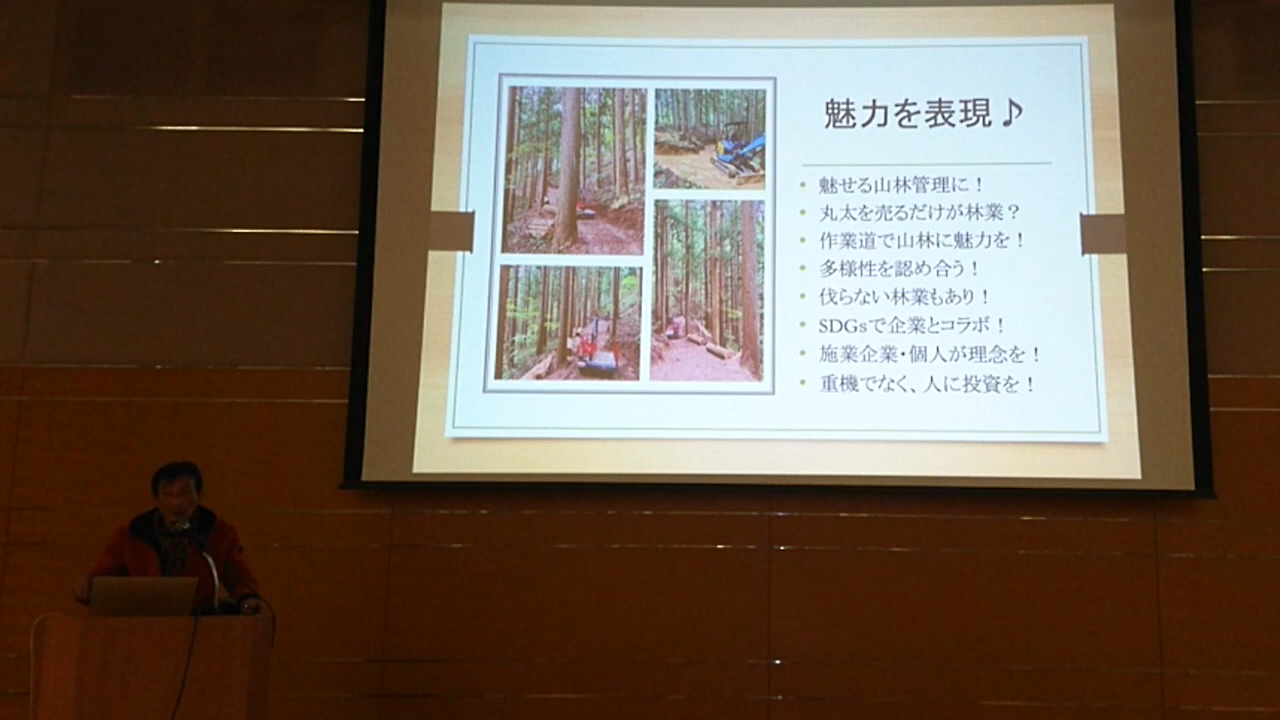 魅力を表現♪
• 魅せる山林管理に！
• 丸太を売るだけが林業？
• 作業道で山林に魅力を！
• 多様性を認め合う！
• 伐らない林業もあり！
• SDGsで企業とコラボ！
• 施業企業・個人が理念を！
• 重機でなく、人に投資を！